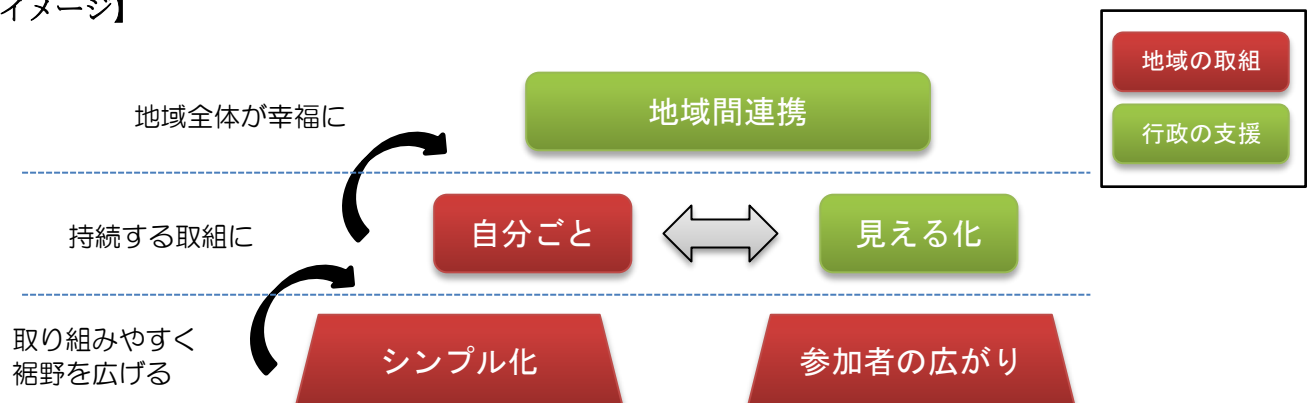 イメージ】
地域の取組
行政の支援
地域全体が幸福に
地域間連携
持続する取組に
自分ごと
見える化
取り組みやすく
裾野を広げる
シンプル化
参加者の広がり